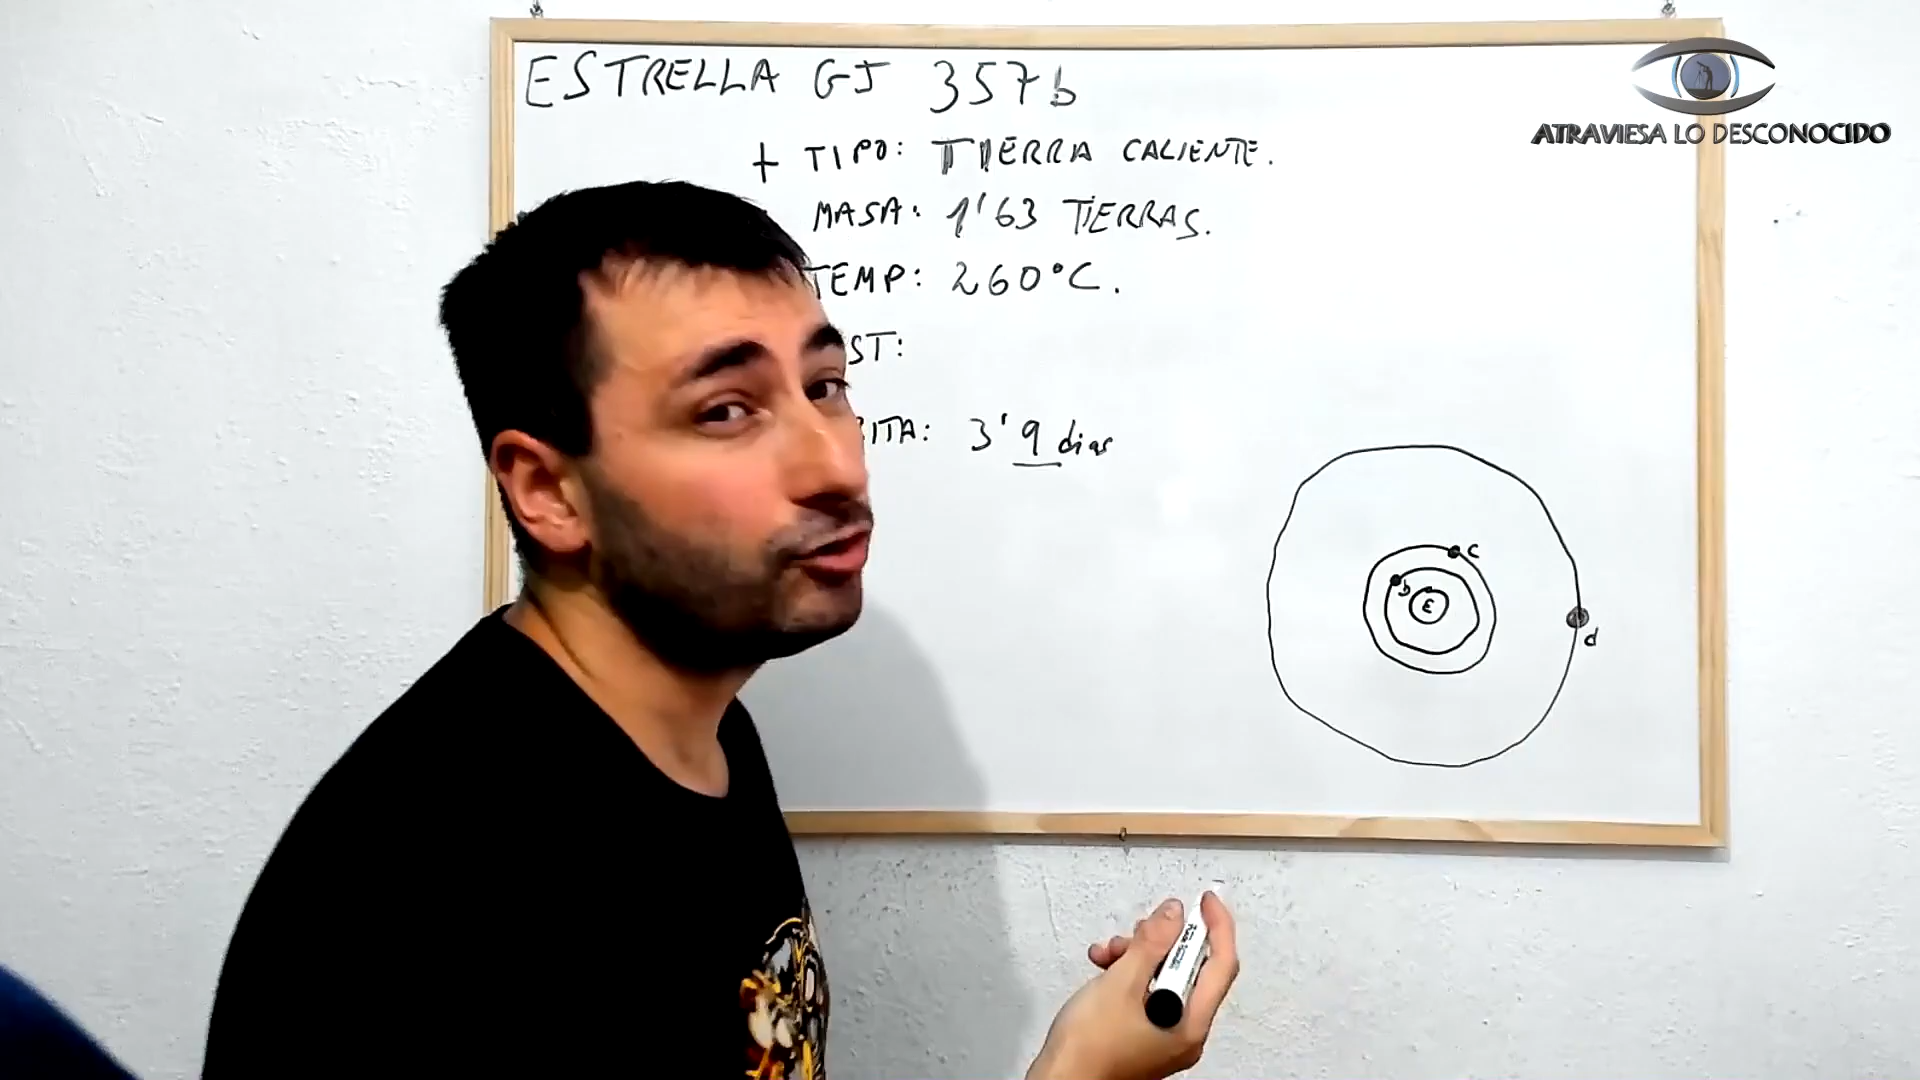 ESTRELLA GJ 357b
+ TIPO: TIERRA CALIENTE.
MASA: 1'63 TIERRAS.
TEMP: 260°C.
ST:
ITA: 3'9 dias
c
b
E
d
ATRAVIESA LO DESCONOCIDO